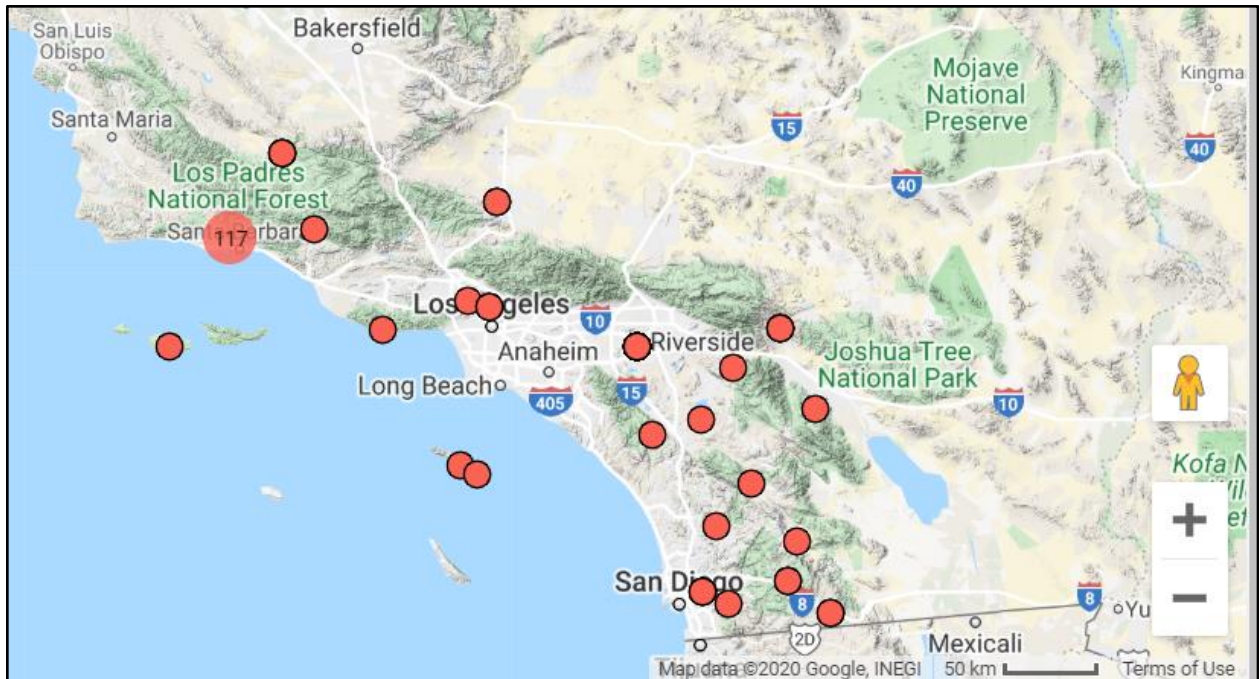 San Luis
Obispo
Bakersfield
Mojave
National
Preserve
Kingma
Santa Maria
15
40
Los Padres
National Forest
40
117
Los Angeles
10
Riverside
Anaheim
Joshua Tree
National Park
Long Beach
405
15
10
Kofa N
San Diego
8
8
Yu
2D
Mexicali
Map data ©2020 Google, INEGI
50 km
Terms of Use